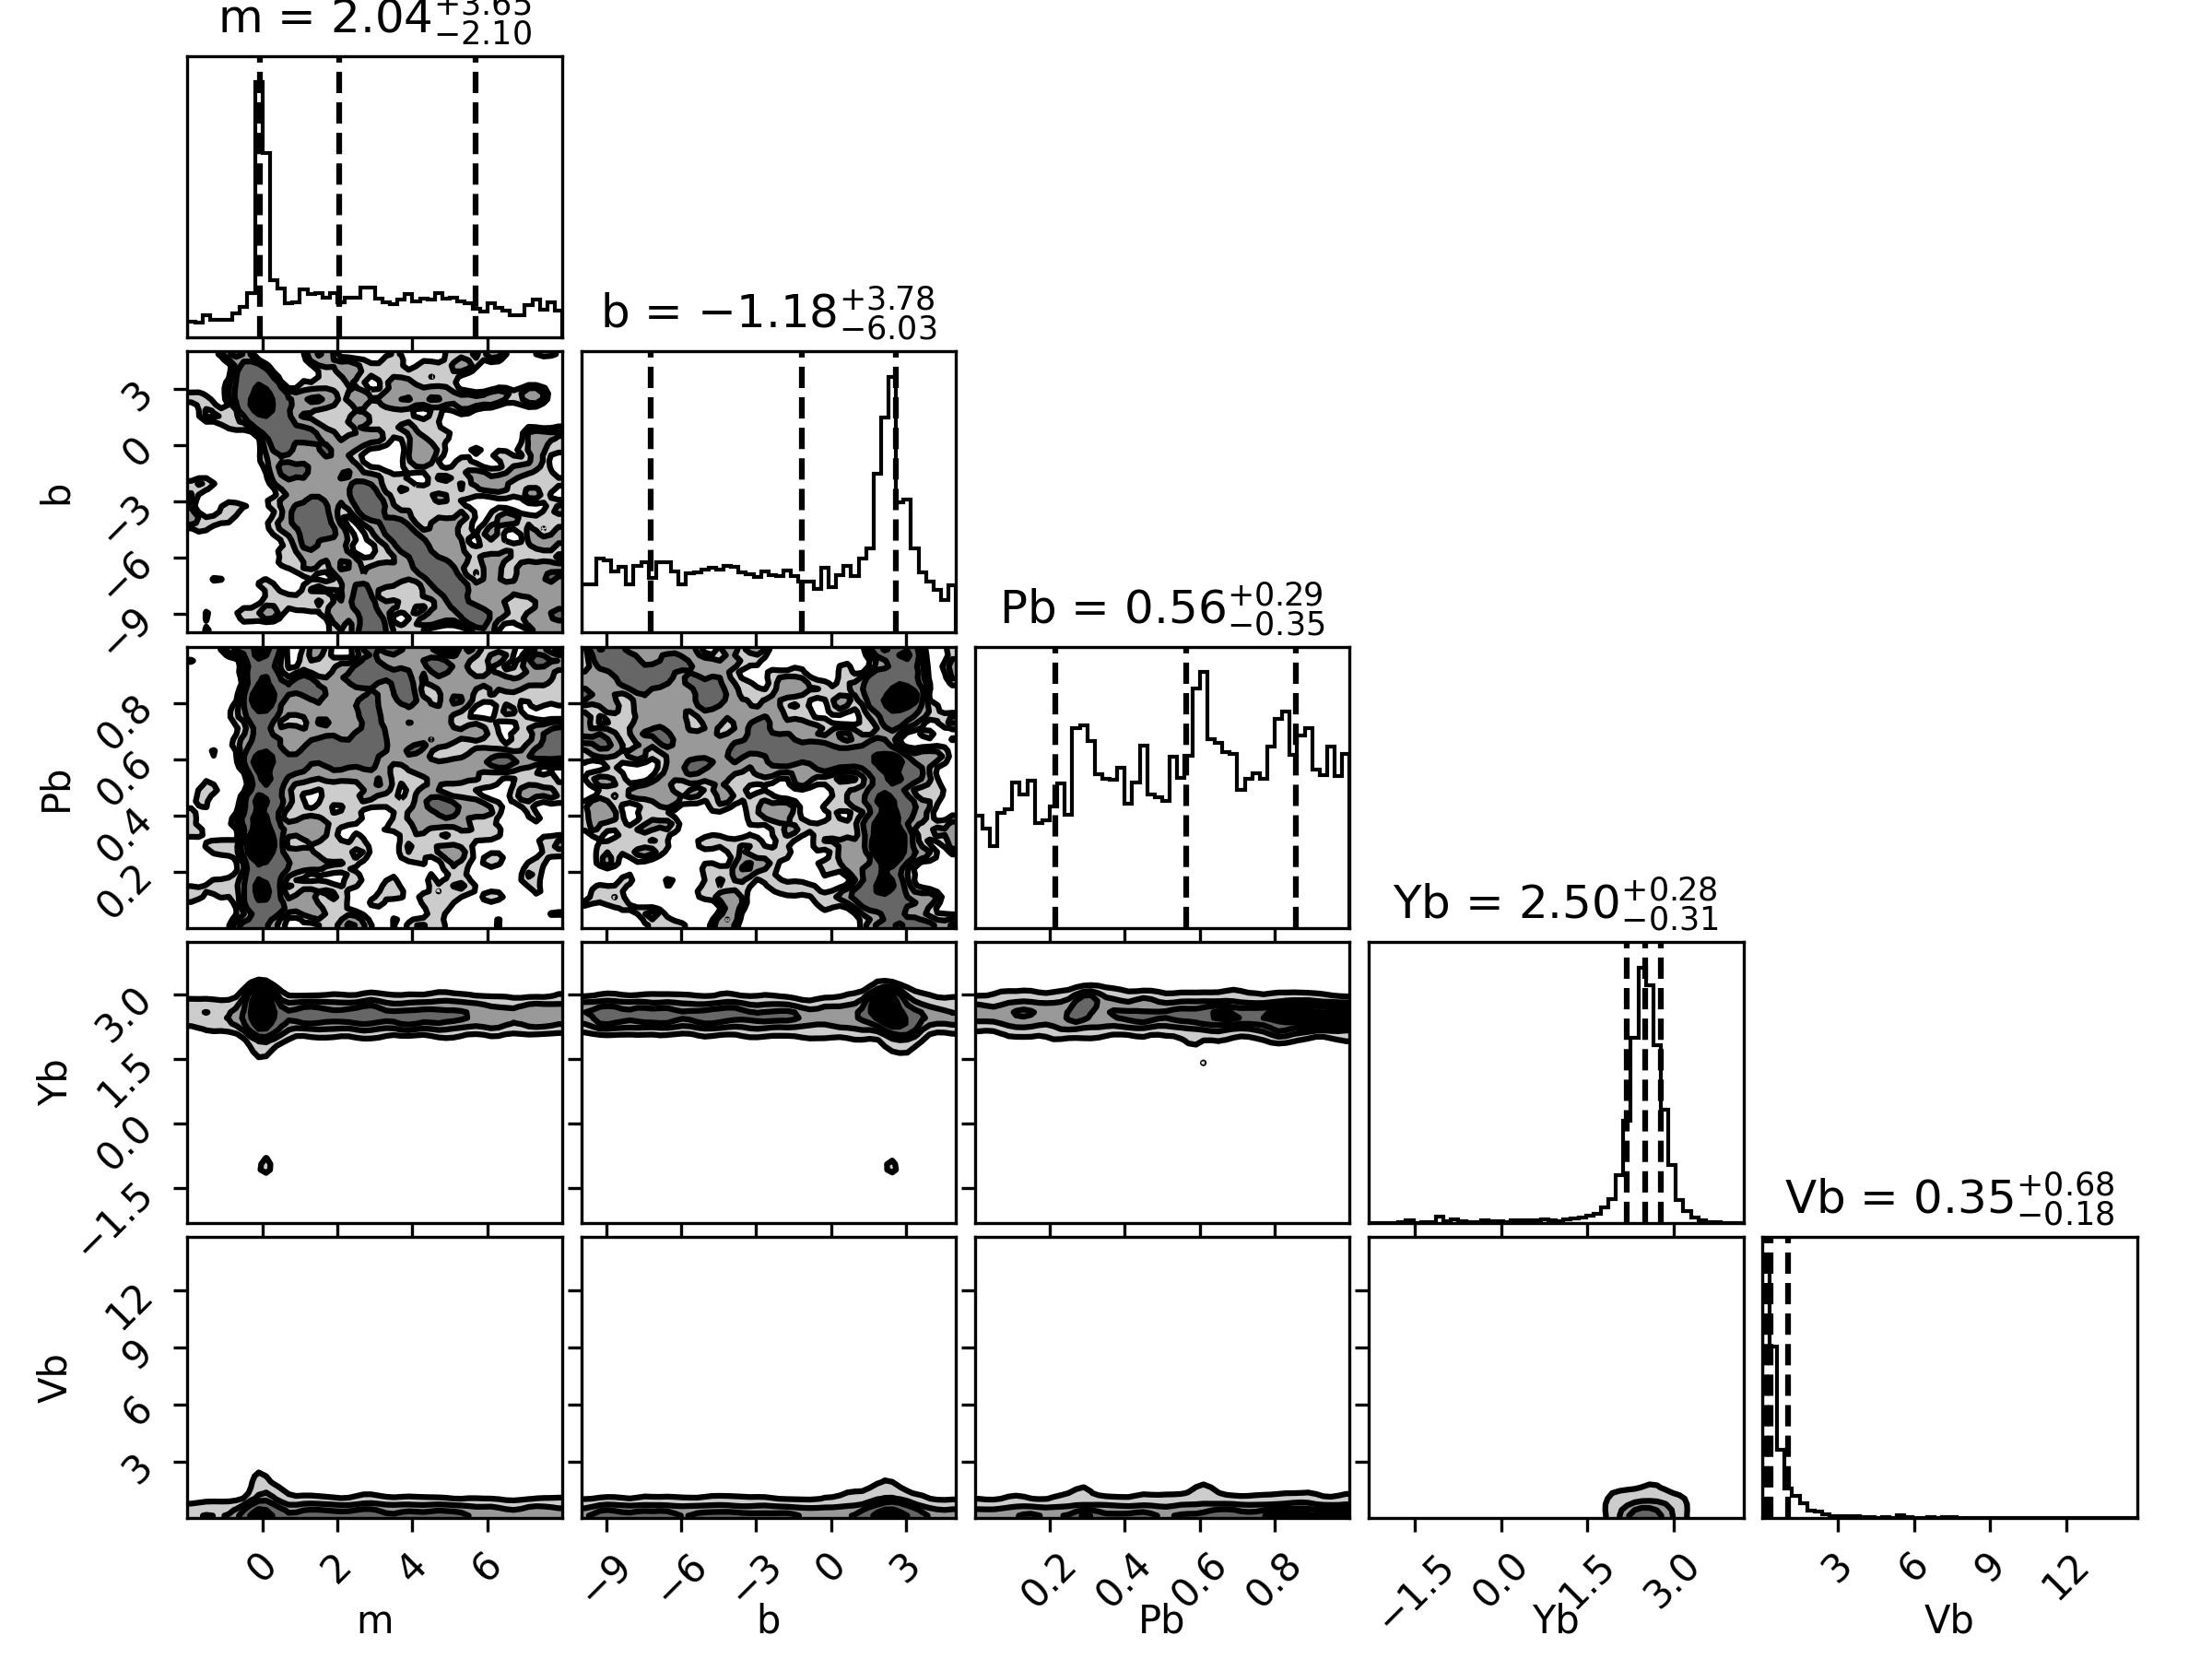 m = 2.04 +3.65 −2.10
b = −1.18 +3.78 −6.03
3
0
−3
−6
−9
b
Pb = 0.56 +0.29 −0.35
0.8
0.6
0.4
0.2
Pb
Yb = 2.50 +0.28 −0.31
3.0
1.5
0.0
−1.5
Yb
Vb = 0.35 +0.68 −0.18
12
9
6
3
Vb
0 2 4 6 −9 −6 −3 0 3 0.2 0.4 0.6 0.8 −1.5 0.0 1.5 3.0 3 6 9 12
m b Pb Yb Vb